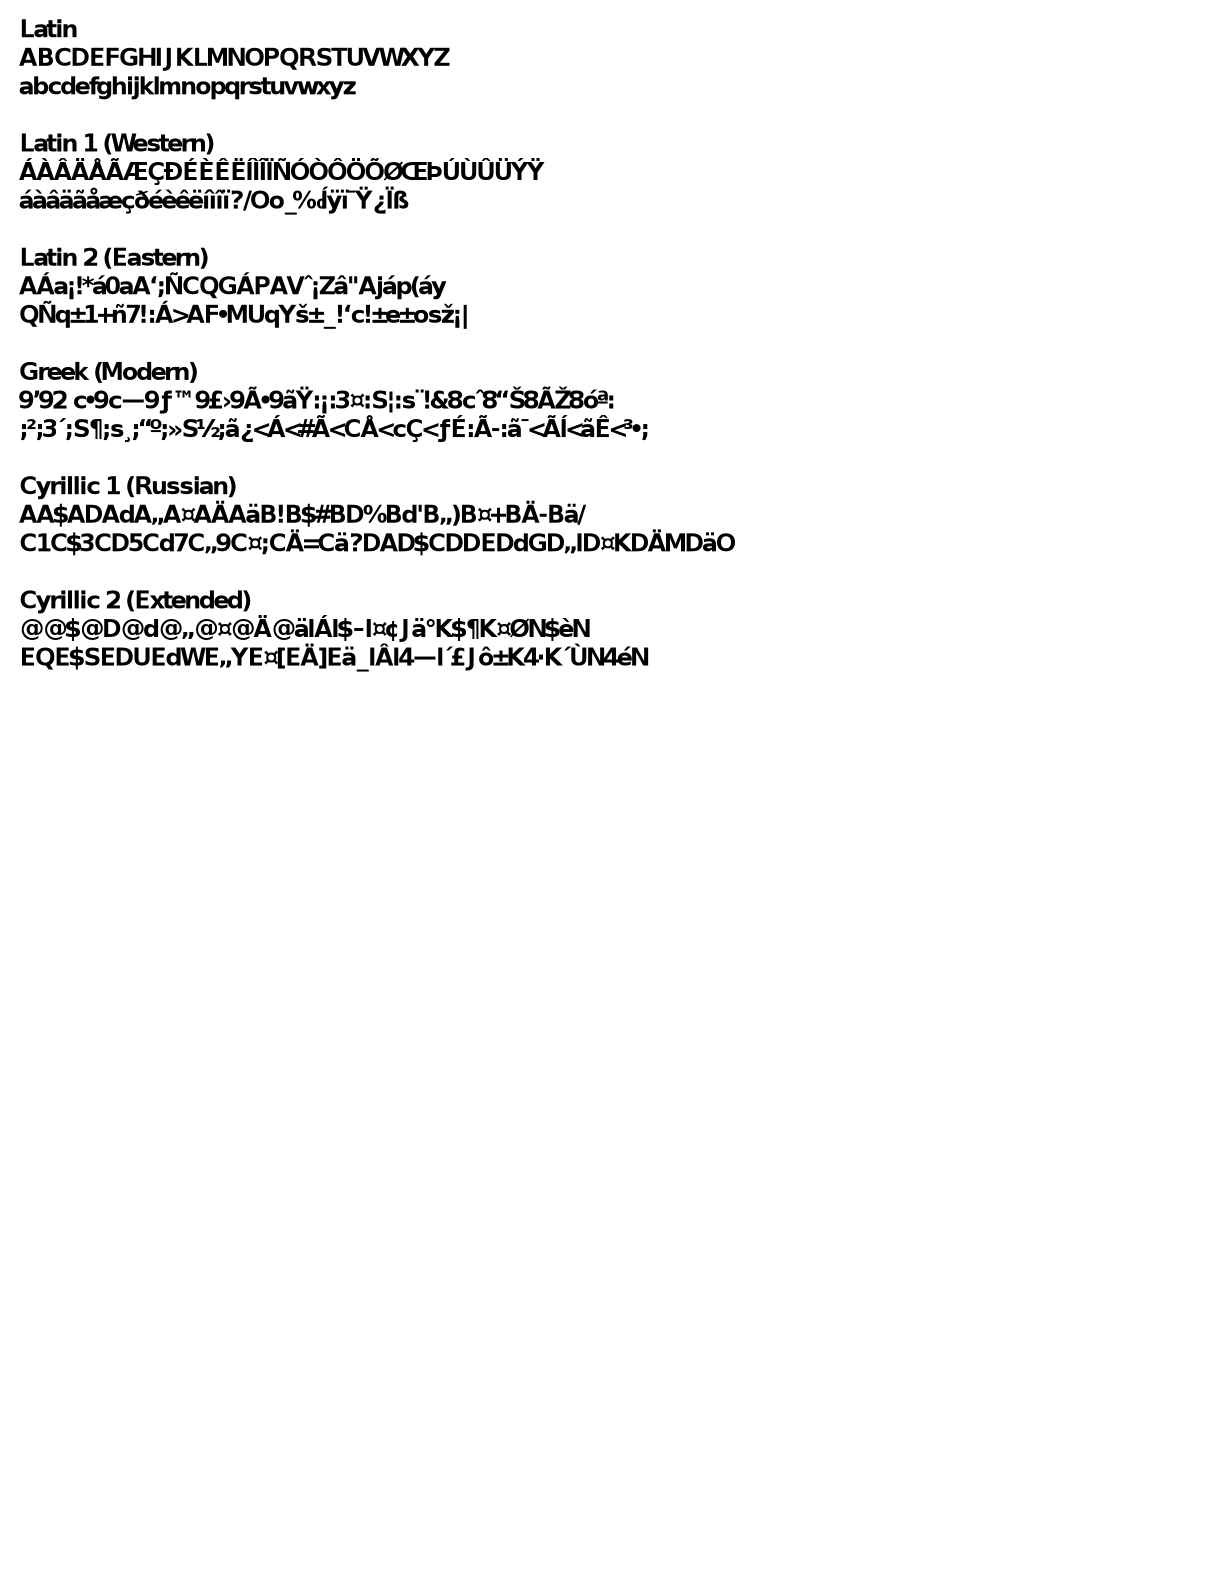 Latin
ABCDEFGHIJKLMNOPQRSTUVWXYZ
abcdefghijklmnopqrstuvwxyz
Latin 1 (Western)
ÁÀÂÄÅÃÆÇÐÉÈÊËÍÌÎÏÑÓÒÔÖÕØŒÞÚÙÛÜÝŸ
áàâäãåæçðéèêëíìîï?/Oo_%ďÿï¯Ÿ¿Ïß
Latin 2 (Eastern)
AÁa¡!*á0aA‘;ÑCQGÁPAVˆ¡Zâ"Ajáp(áy
QÑq±1+ñ7!:Á>AF•MUqYš±_!‘c!±e±osž¡|
Greek (Modern)
9’92 c•9c—9ƒ™9£›9Ã•9ãŸ:¡:3¤:S¦:s¨!&8cˆ8“Š8ÃŽ8óª:
;²;3´;S¶;s¸;“º;»S½;ã¿<Á<#Ã<CÅ<cÇ<ƒÉ:Ã-:ã¯<ÃÍ<ãÊ<³•;
Cyrillic 1 (Russian)
AA$ADAdA„A¤AÄAäB!B$#BD%Bd'B„)B¤+BÄ-Bä/
C1C$3CD5Cd7C„9C¤;CÄ=Cä?DAD$CDDEDdGD„ID¤KDÄMDäO
Cyrillic 2 (Extended)
@@$@D@d@„@¤@Ä@äIÁI$–I¤¢Jä°K$¶K¤ØN$èN
EQE$SEDUEdWE„YE¤[EÄ]Eä_IÂI4—I´£Jô±K4·K´ÙN4éN